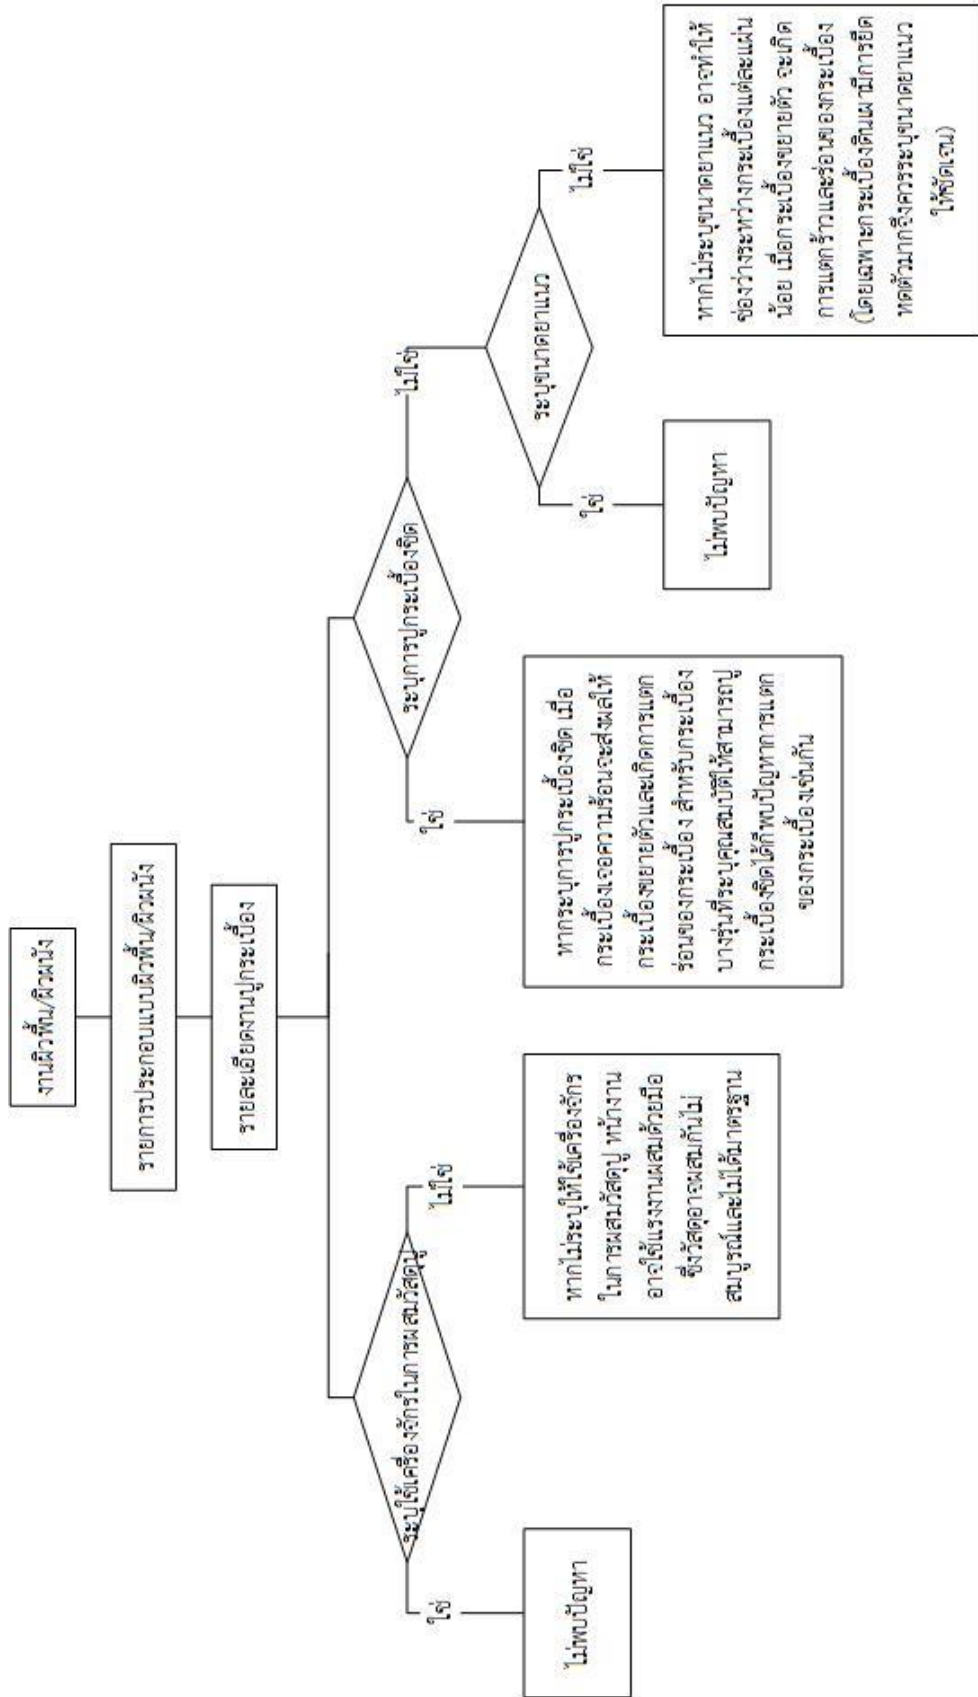 งานผิวพื้น/ผิวผนัง
รายการประกอบแบบผิวพื้น/ผิวผนัง
รายละเอียดงานปูกระเบื้อง
ระบุใช้เครื่องจักรในการผสมวัสดุปู
ใช่
ไม่ใช่
ไม่พบปัญหา
หากไม่ระบุให้ใช้เครื่องจักร
ในการผสมวัสดุปู หน้างาน
อาจใช้แรงงานผสมด้วยมือ
ซึ่งวัสดุอาจผสมกันไม่
สมบูรณ์และไม่ได้มาตรฐาน
ระบุการปูกระเบื้องชิด
ใช่
ไม่ใช่
หากระบุการปูกระเบื้องชิด เมื่อ
กระเบื้องเจอความร้อนจะส่งผลให้
กระเบื้องขยายตัวและเกิดการแตก
ร่อนของกระเบื้อง สำหรับกระเบื้อง
บางรุ่นที่ระบุคุณสมบัติให้สามารถปู
กระเบื้องชิดได้ก็พบปัญหาการแตก
ของกระเบื้องเช่นกัน
ระบุขนาดยาแนว
ใช่
ไม่ใช่
ไม่พบปัญหา
หากไม่ระบุขนาดยาแนว อาจทำให้
ช่องว่างระหว่างกระเบื้องแต่ละแผ่น
น้อย เมื่อกระเบื้องขยายตัว จะเกิด
การแตกร้าวและร่อนของกระเบื้อง
(โดยเฉพาะกระเบื้องดินเผามีการยืด
หดตัวมากจึงควรระบุขนาดยาแนว
ให้ชัดเจน)